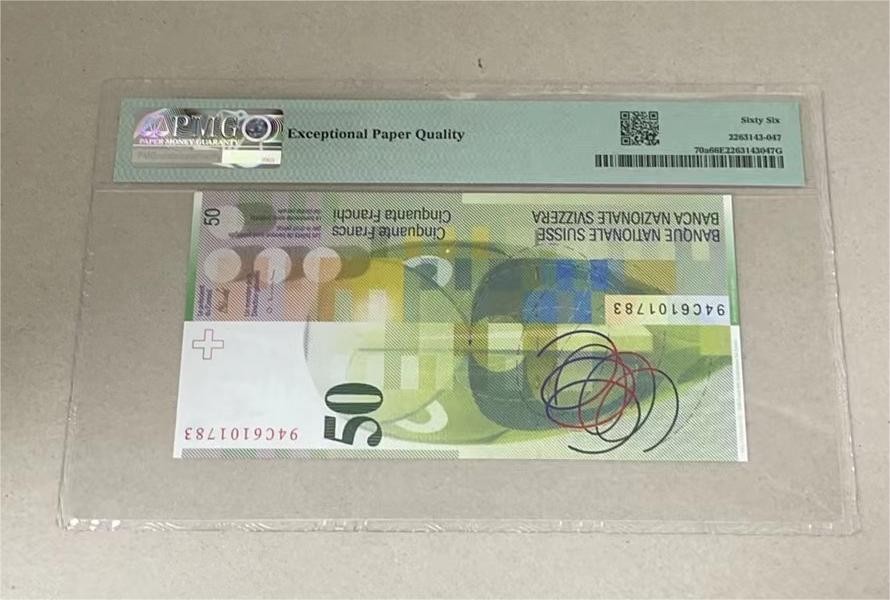 PMG
PAPER MONEY GUARANTY
Exceptional Paper Quality
Sixty Six
2263143-047
70a66E2263143047G
50
Cinquante Francs
Cinquanta Franchi
BANQUE NATIONALE SUISSE
BANCA NAZIONALE SVIZZERA
94C6101783
50
94C6101783